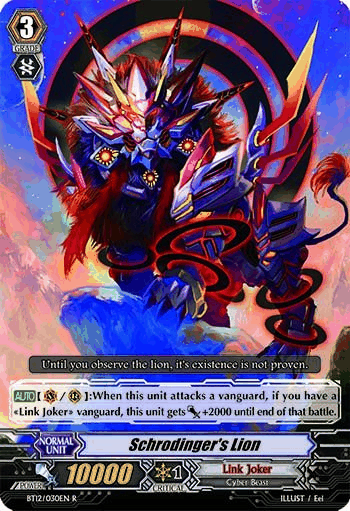 3
GRADE
Until you observe the lion, it's existence is not proven.
AUTO [ / ]:When this unit attacks a vanguard, if you have a
«Link Joker» vanguard, this unit gets +2000 until end of that battle.
NORMAL
UNIT
Schrodinger's Lion
POWER
10000
1
CRITICAL
Link Joker
Cyber Beast
BT12/030EN R
ILLUST / Eel